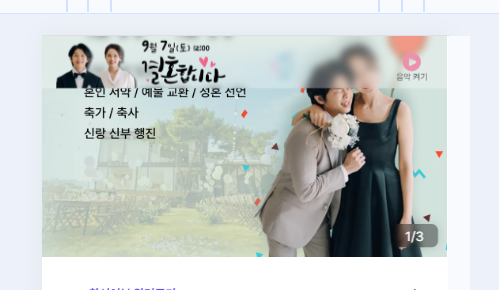 9월 7일(토) 12:00
결혼합니다
음악 켜기
혼인 서약 / 예물 교환 / 성혼 선언
축가 / 축사
신랑 신부 행진
1/3